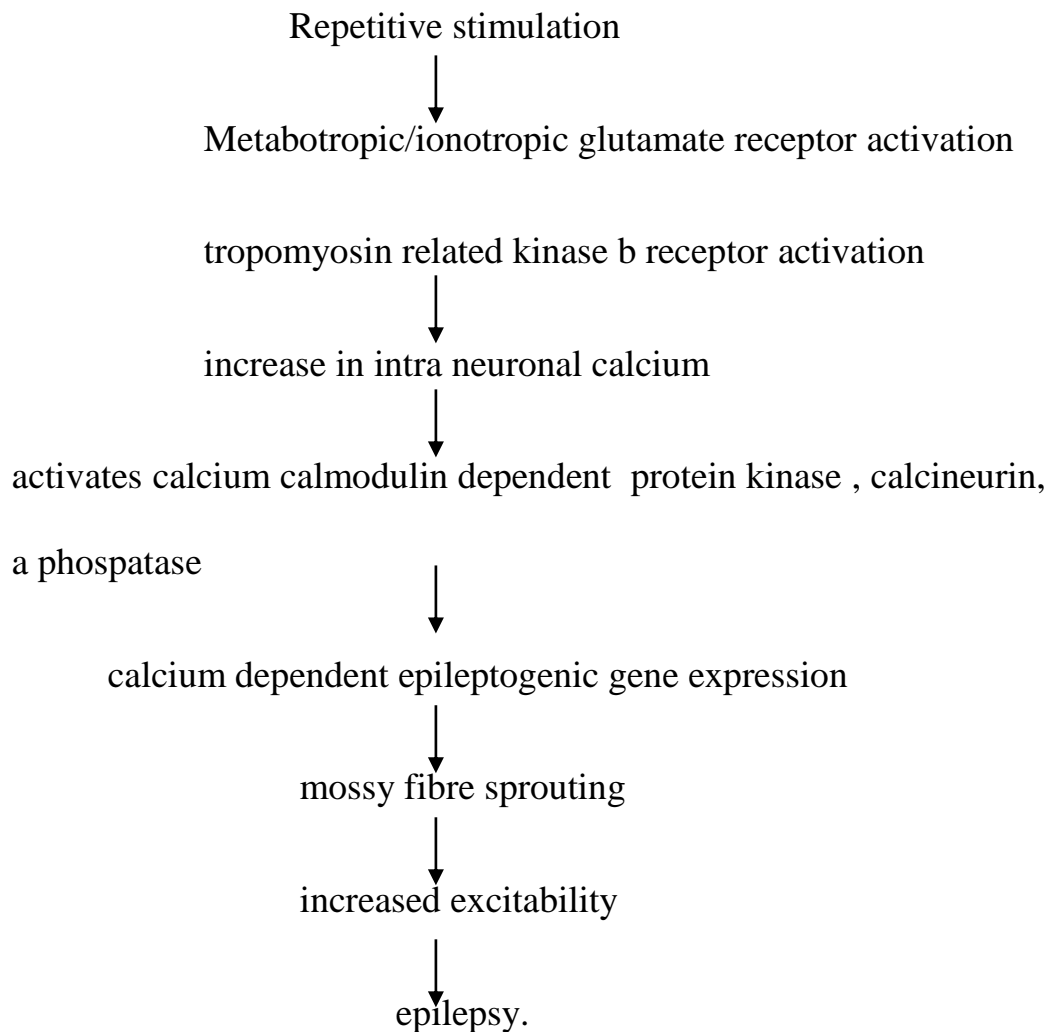 Repetitive stimulation
Metabotropic/ionotropic glutamate receptor activation
tropomyosin related kinase b receptor activation
increase in intra neuronal calcium
activates calcium calmodulin dependent protein kinase , calcineurin,
a phospatase
calcium dependent epileptogenic gene expression
mossy fibre sprouting
increased excitability
epilepsy.